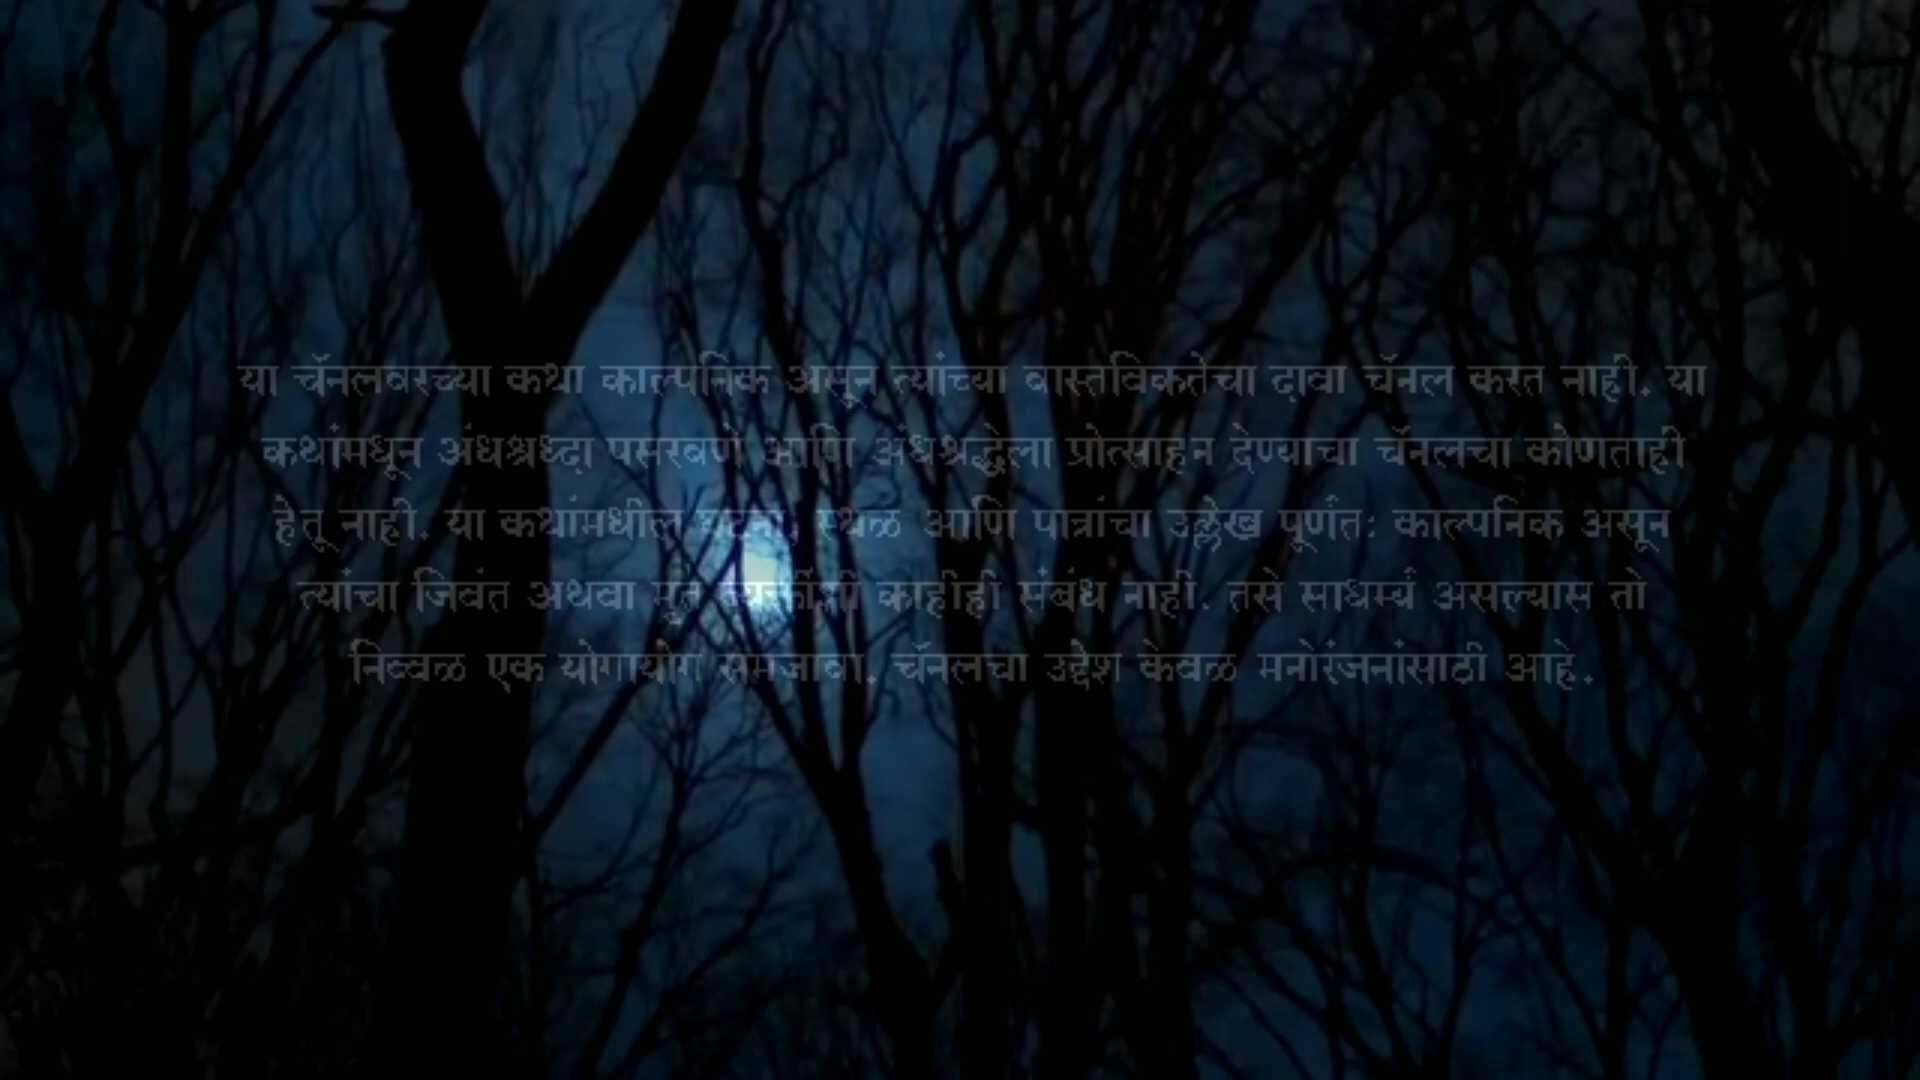 या चॅनलवरच्या कथा काल्पनिक असून त्यांच्या वास्तविकतेचा दावा चॅनल करत नाही. या
कथांमधून अंधश्रध्दा पसरवणे आणि अंधश्रद्धेला प्रोत्साहन देण्याचा चॅनलचा कोणताही
हेतू नाही. या कथांमधील घटना, स्थळ आणि पात्रांचा उल्लेख पूर्णतः काल्पनिक असून
त्यांचा जिवंत अथवा मृत व्यक्तींशी काहीही संबंध नाही. तसे साधर्म्य असल्यास तो
निव्वळ एक योगायोग समजावा. चॅनलचा उद्देश केवळ मनोरंजनांसाठी आहे.